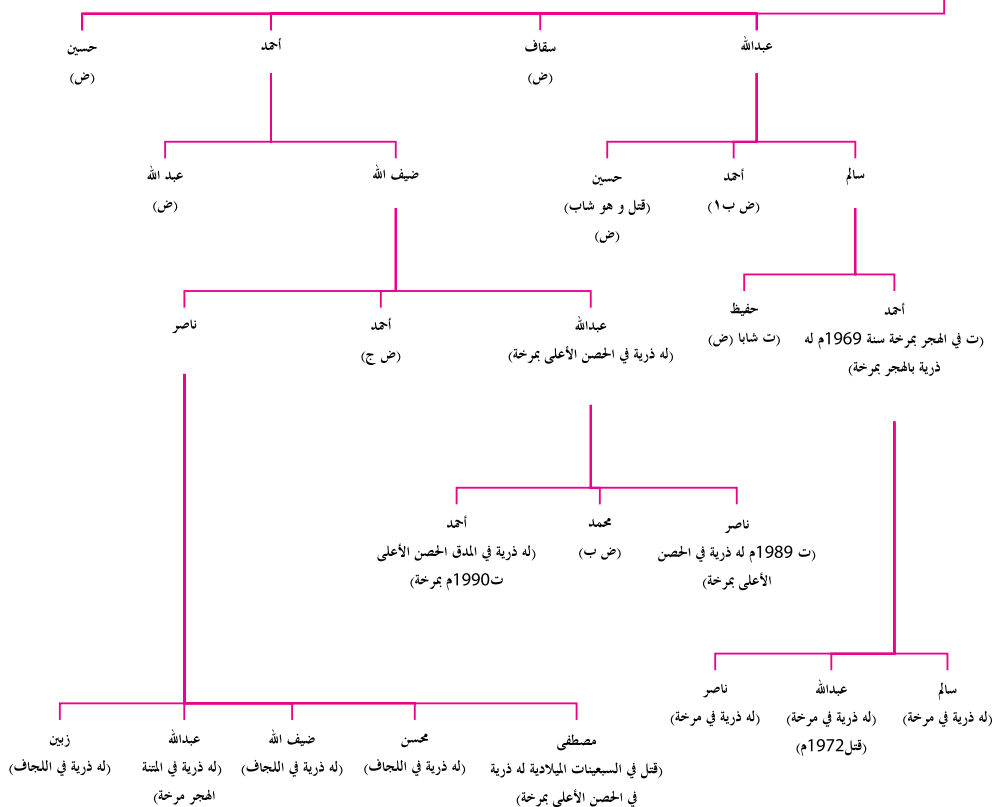 عبدالله
سقاف
(ض)
أحمد
حسين
(ض)
سالم
أحمد
(ض ب١)
حسين
(قتل و هو شاب)
(ض)
ضيف الله
عبد الله
(ض)
أحمد
(ت في الهجر بمرخة سنة 1969م له
ذرية بالهجر بمرخة)
حفيظ
(ت شابا (ض)
عبدالله
(له ذرية في الحصن الأعلى بمرخة)
أحمد
(ض ج)
ناصر
ناصر
(ت 1989م له ذرية في الحصن
الأعلى بمرخة)
محمد
(ض ب)
أحمد
(له ذرية في المدق الحصن الأعلى
ت1990م بمرخة)
سالم
(له ذرية في مرخة)
عبدالله
(له ذرية في مرخة)
(قتل1972م)
ناصر
(له ذرية في مرخة)
مصطفى
(قتل في السبعينات الميلادية له ذرية
في الحصن الأعلى بمرخة)
محسن
(له ذرية في اللجاف)
ضيف الله
(له ذرية في اللجاف)
عبدالله
(له ذرية في المتنة
الهجر مرخة)
زبين
(له ذرية في اللجاف)